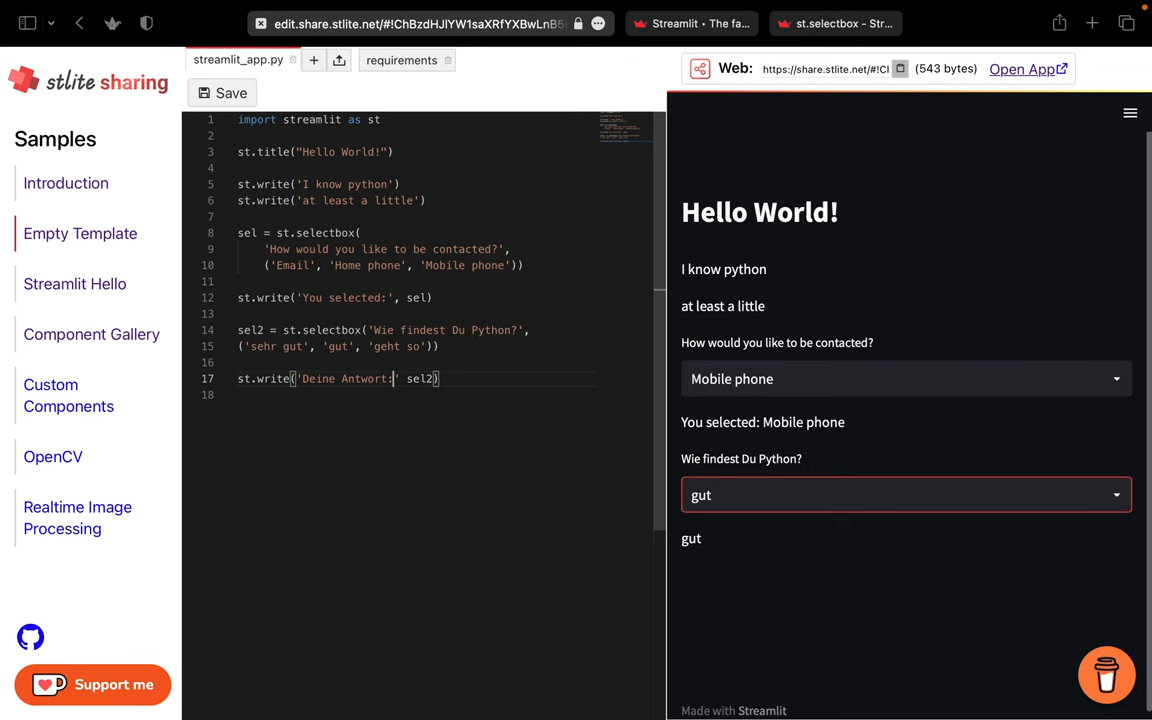 edit.share.stlite.net/#!ChBzdHJlYW1saXRfYXBwLnB5
Streamlit • The fa...
st.selectbox - Str...
stlite sharing
Samples
Introduction
Empty Template
Streamlit Hello
Component Gallery
Custom
Components
OpenCV
Realtime Image
Processing
Support me
streamlit_app.py
+
requirements
Save
1 import streamlit as st
2
3 st.title("Hello World!")
4
5 st.write('I know python')
6 st.write('at least a little')
7
8 sel = st.selectbox(
9 'How would you like to be contacted?',
10 ('Email', 'Home phone', 'Mobile phone'))
11
12 st.write('You selected:', sel)
13
14 sel2 = st.selectbox('Wie findest Du Python?',
15 ('sehr gut', 'gut', 'geht so'))
16
17 st.write('Deine Antwort:' sel2)
18
Web: https://share.stlite.net/#!Cl (543 bytes) Open App
Hello World!
I know python
at least a little
How would you like to be contacted?
Mobile phone
You selected: Mobile phone
Wie findest Du Python?
gut
gut
Made with Streamlit